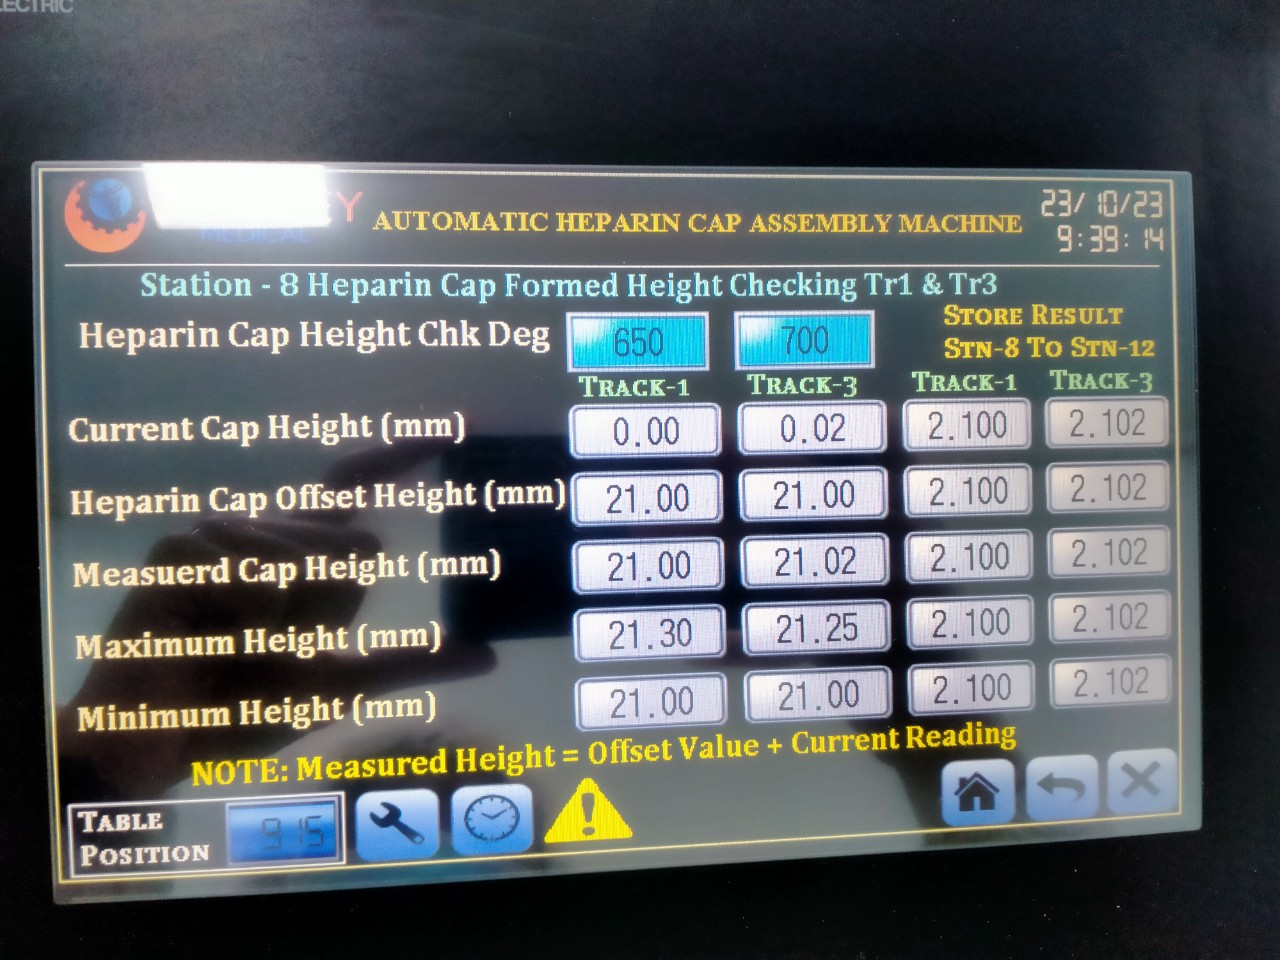 ECTRIC
EY
MEDICAL
AUTOMATIC HEPARIN CAP ASSEMBLY MACHINE
23/10/23
9:39:14
Station - 8 Heparin Cap Formed Height Checking Tr1 & Tr3
Heparin Cap Height Chk Deg 650 700
STORE RESULT
STN-8 TO STN-12
TRACK-1 TRACK-3 TRACK-1 TRACK-3
Current Cap Height (mm) 0.00 0.02 2.100 2.102
Heparin Cap Offset Height (mm) 21.00 21.00 2.100 2.102
Measuerd Cap Height (mm) 21.00 21.02 2.100 2.102
Maximum Height (mm) 21.30 21.25 2.100 2.102
Minimum Height (mm) 21.00 21.00 2.100 2.102
NOTE: Measured Height = Offset Value + Current Reading
TABLE
POSITION
915